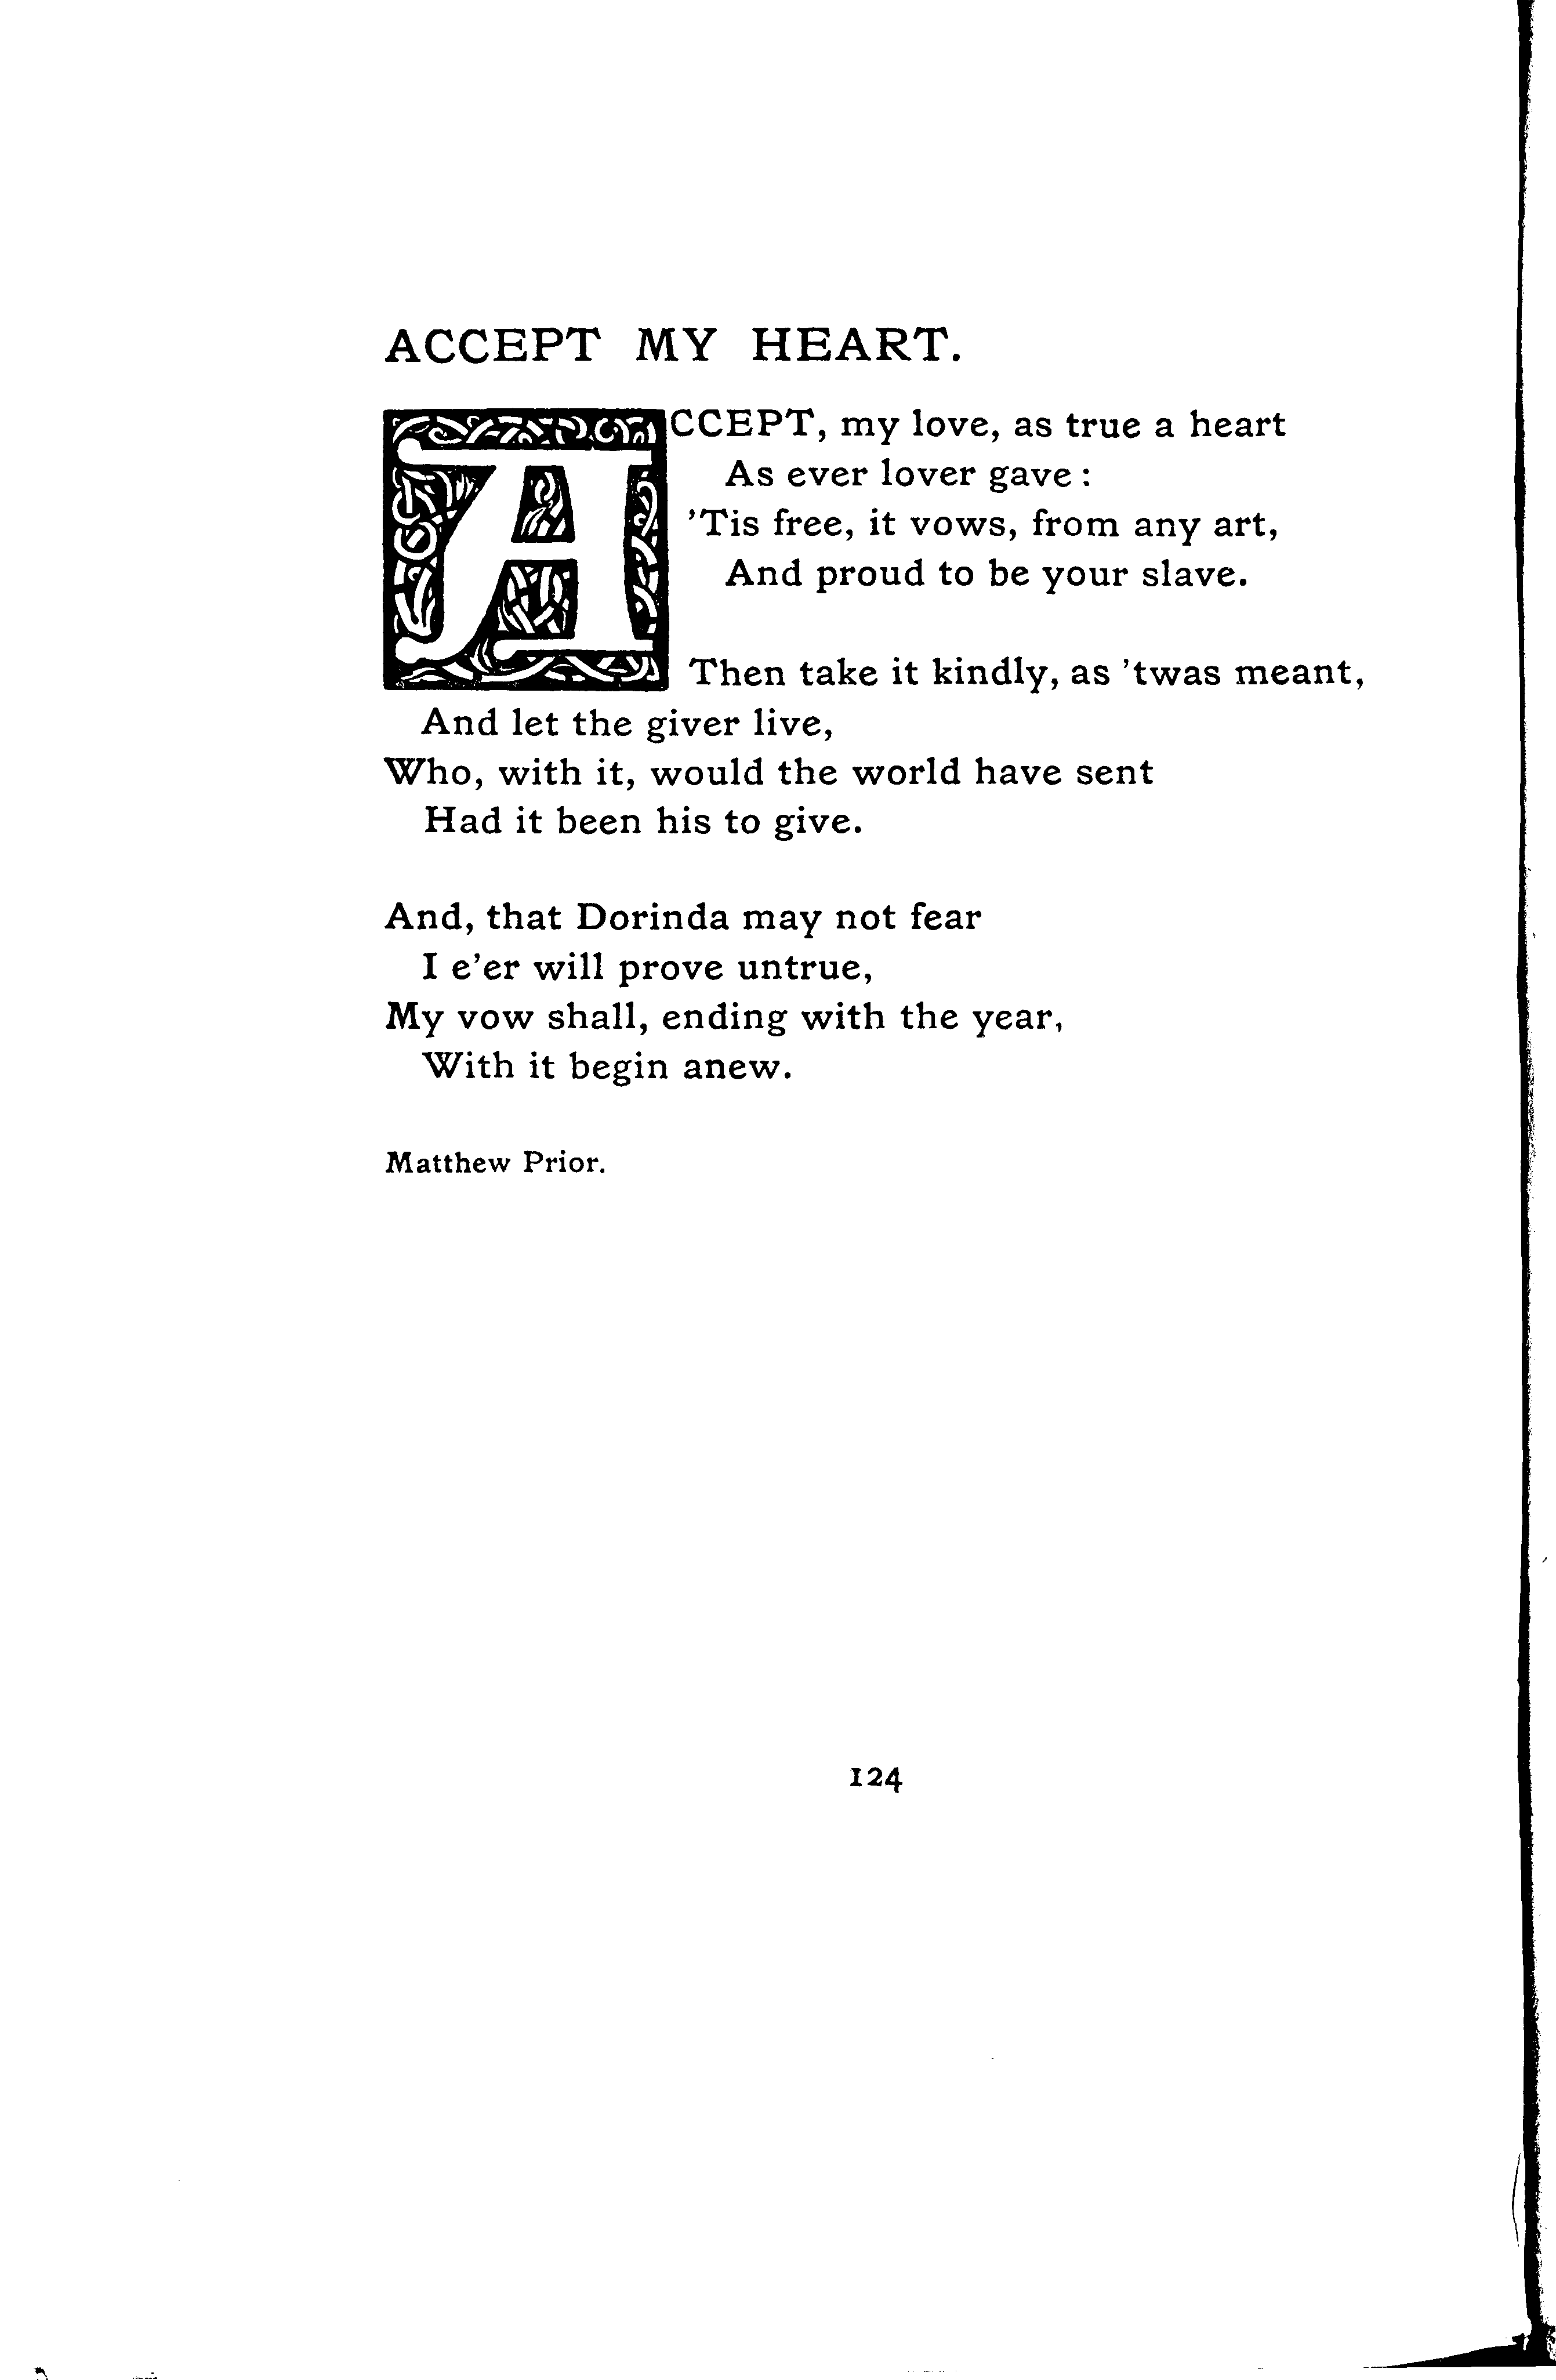 ACCEPT MY HEART.
ACCEPT, my love, as true a heart
As ever lover gave :
’Tis free, it vows, from any art,
And proud to be your slave.
Then take it kindly, as ’twas meant,
And let the giver live,
Who, with it, would the world have sent
Had it been his to give.
And, that Dorinda may not fear
I e’er will prove untrue,
My vow shall, ending with the year,
With it begin anew.
Matthew Prior.
124